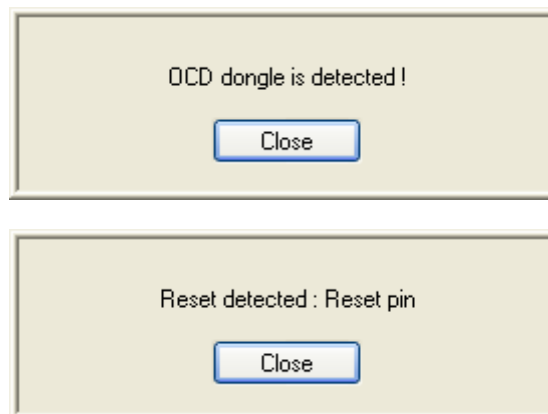 OCD dongle is detected !
Close
Reset detected : Reset pin
Close